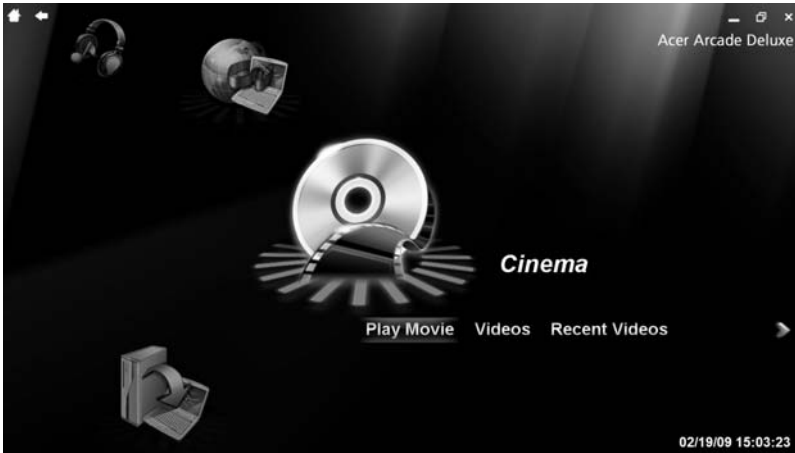 Acer Arcade Deluxe
Cinema
Play Movie Videos Recent Videos
02/19/09 15:03:23